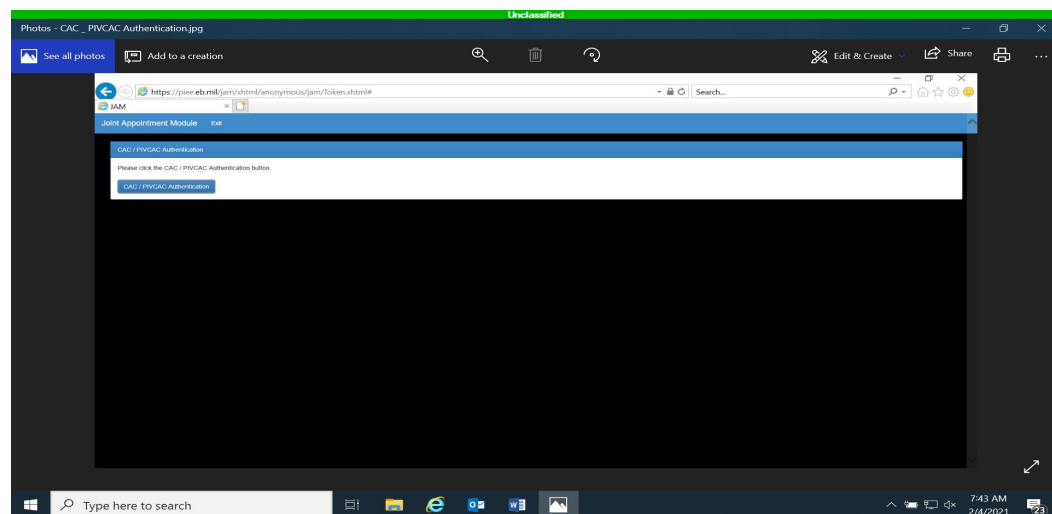 Unclassified
Photos - CAC _ PIVCAC Authentication.jpg
See all photos Add to a creation Edit & Create Share
https://piee.eb.mil/jam/xhtml/anonymous/jam/Token.xhtml# Search...
JAM
Joint Appointment Module Exit
CAC / PIVCAC Authentication
Please click the CAC / PIVCAC Authentication button.
CAC / PIVCAC Authentication
Type here to search
7:43 AM
2/4/2021
23